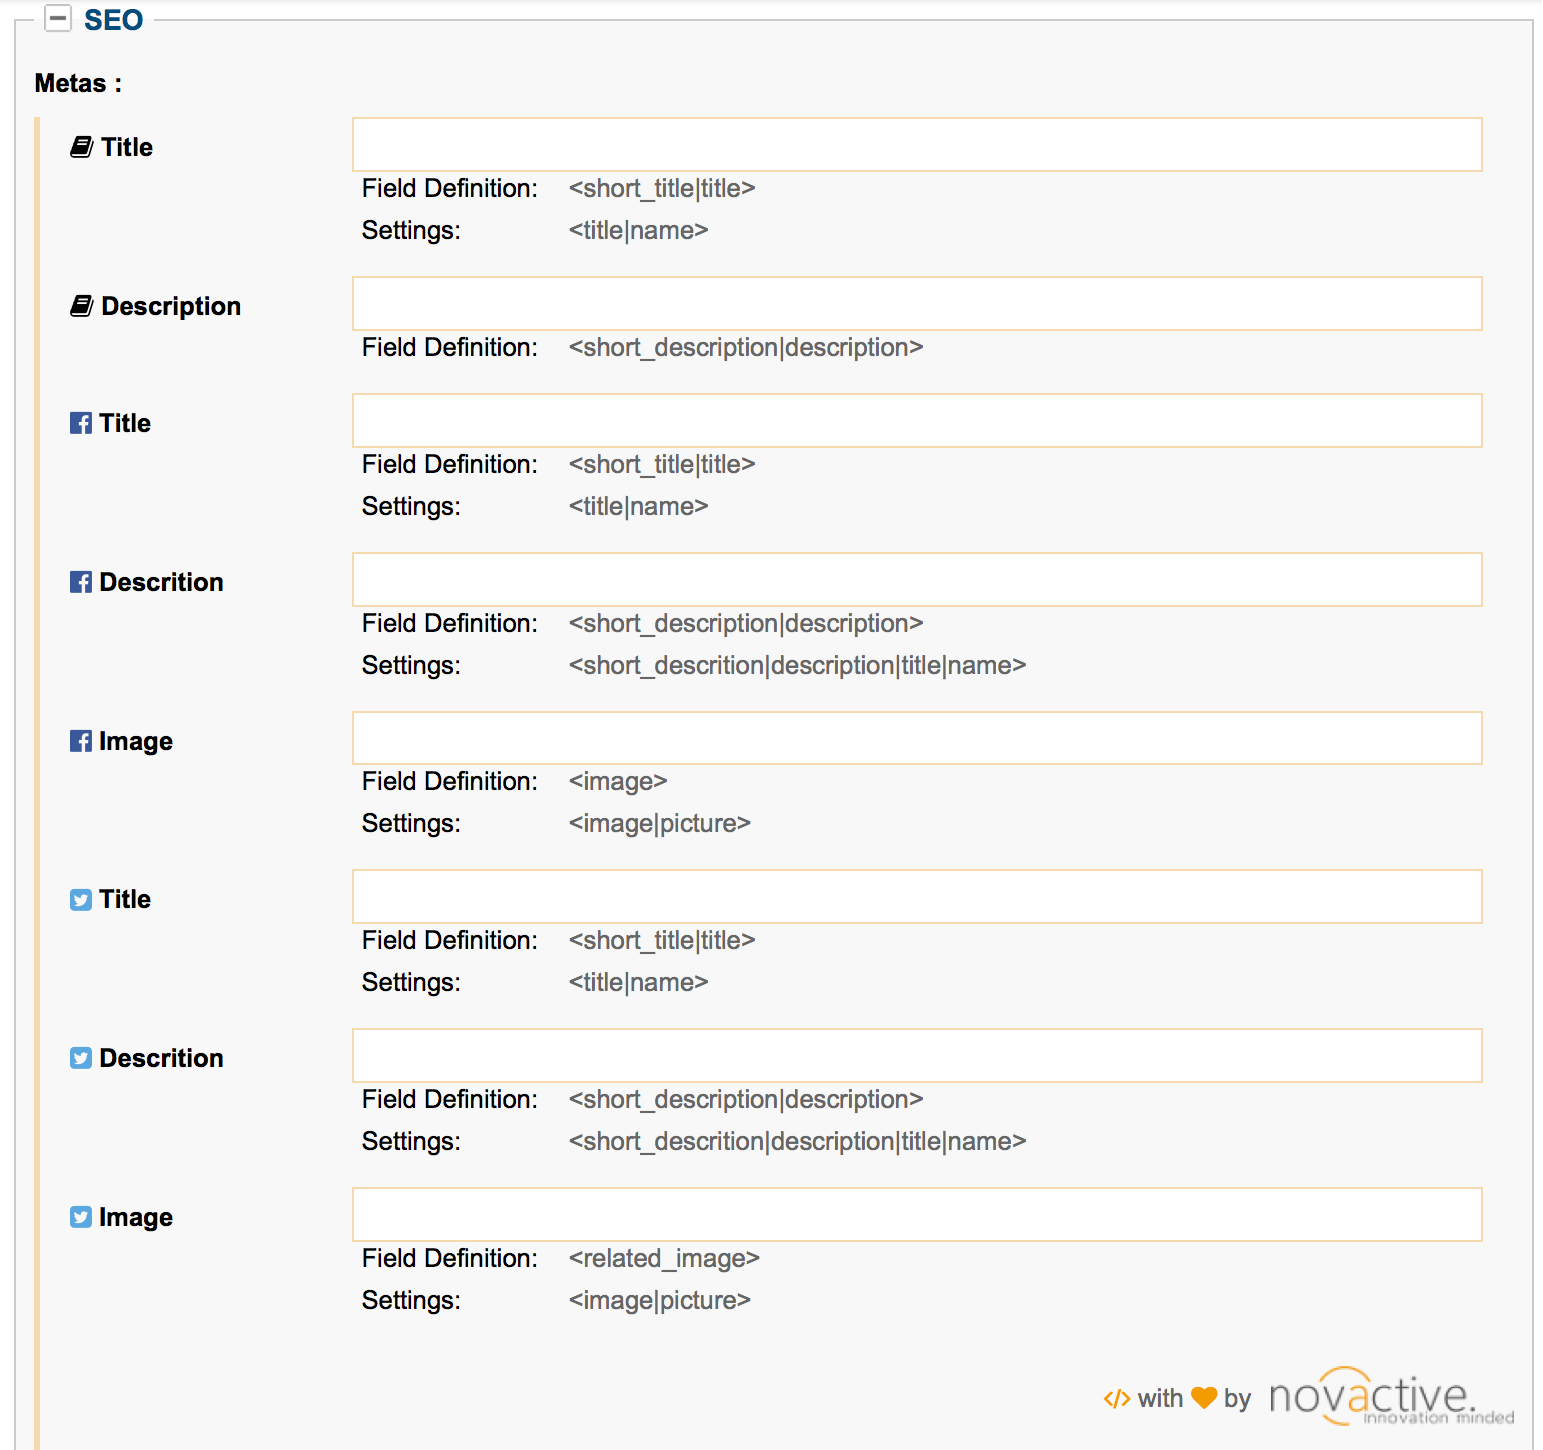 SEO
Metas :
Title
Field Definition: <short_title|title>
Settings: <title|name>
Description
Field Definition: <short_description|description>
Title
Field Definition: <short_title|title>
Settings: <title|name>
Descrition
Field Definition: <short_description|description>
Settings: <short_descrition|description|title|name>
Image
Field Definition: <image>
Settings: <image|picture>
Title
Field Definition: <short_title|title>
Settings: <title|name>
Descrition
Field Definition: <short_description|description>
Settings: <short_descrition|description|title|name>
Image
Field Definition: <related_image>
Settings: <image|picture>
</> with by novactive.
Innovation minded